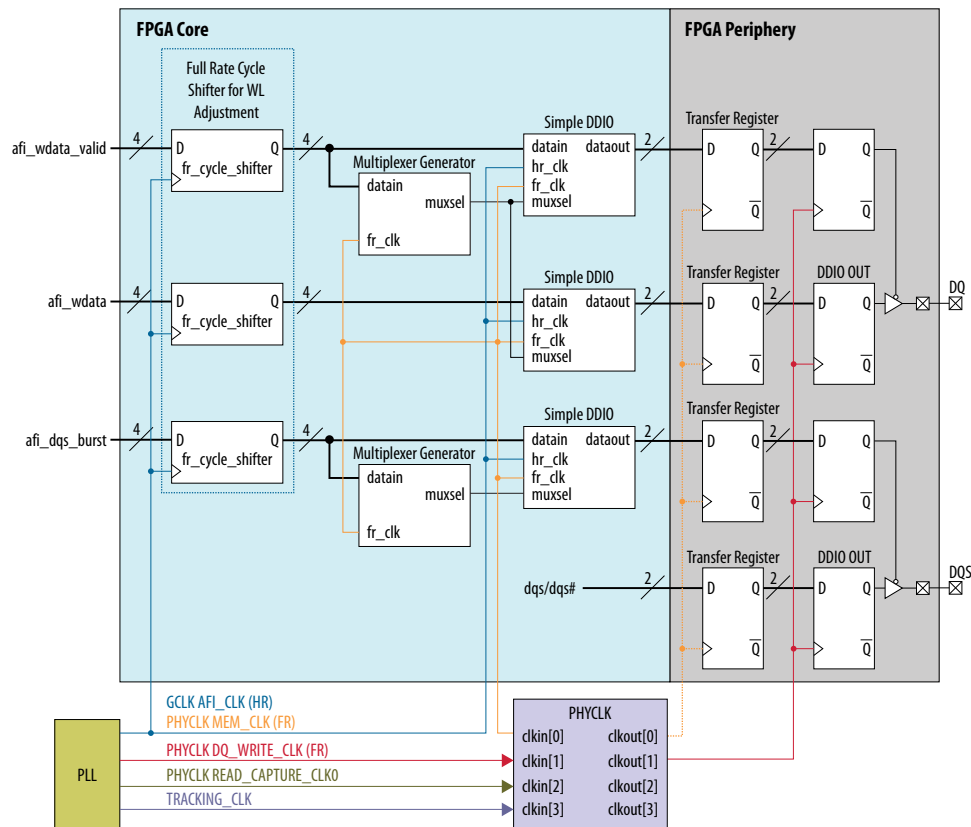 FPGA Core
FPGA Periphery
Full Rate Cycle
Shifter for WL
Adjustment
afi_wdata_valid
4
D Q
fr_cycle_shifter
4
Multiplexer Generator
datain
muxsel
fr_clk
Simple DDIO
datain dataout
hr_clk
fr_clk
muxsel
2
Transfer Register
D Q
Q
2
D Q
Q
afi_wdata
4
D Q
fr_cycle_shifter
4
Simple DDIO
datain dataout
hr_clk
fr_clk
muxsel
2
Transfer Register
D Q
Q
2
DDIO OUT
D Q
Q
DQ
afi_dqs_burst
4
D Q
fr_cycle_shifter
4
Multiplexer Generator
datain
muxsel
fr_clk
Simple DDIO
datain dataout
hr_clk
fr_clk
muxsel
2
Transfer Register
D Q
Q
2
D Q
Q
dqs/dqs#
2
Transfer Register
D Q
Q
2
DDIO OUT
D Q
Q
DQS
PLL
GCLK AFI_CLK (HR)
PHYCLK MEM_CLK (FR)
PHYCLK DQ_WRITE_CLK (FR)
PHYCLK READ_CAPTURE_CLK0
TRACKING_CLK
PHYCLK
clkin[0] clkout[0]
clkin[1] clkout[1]
clkin[2] clkout[2]
clkin[3] clkout[3]